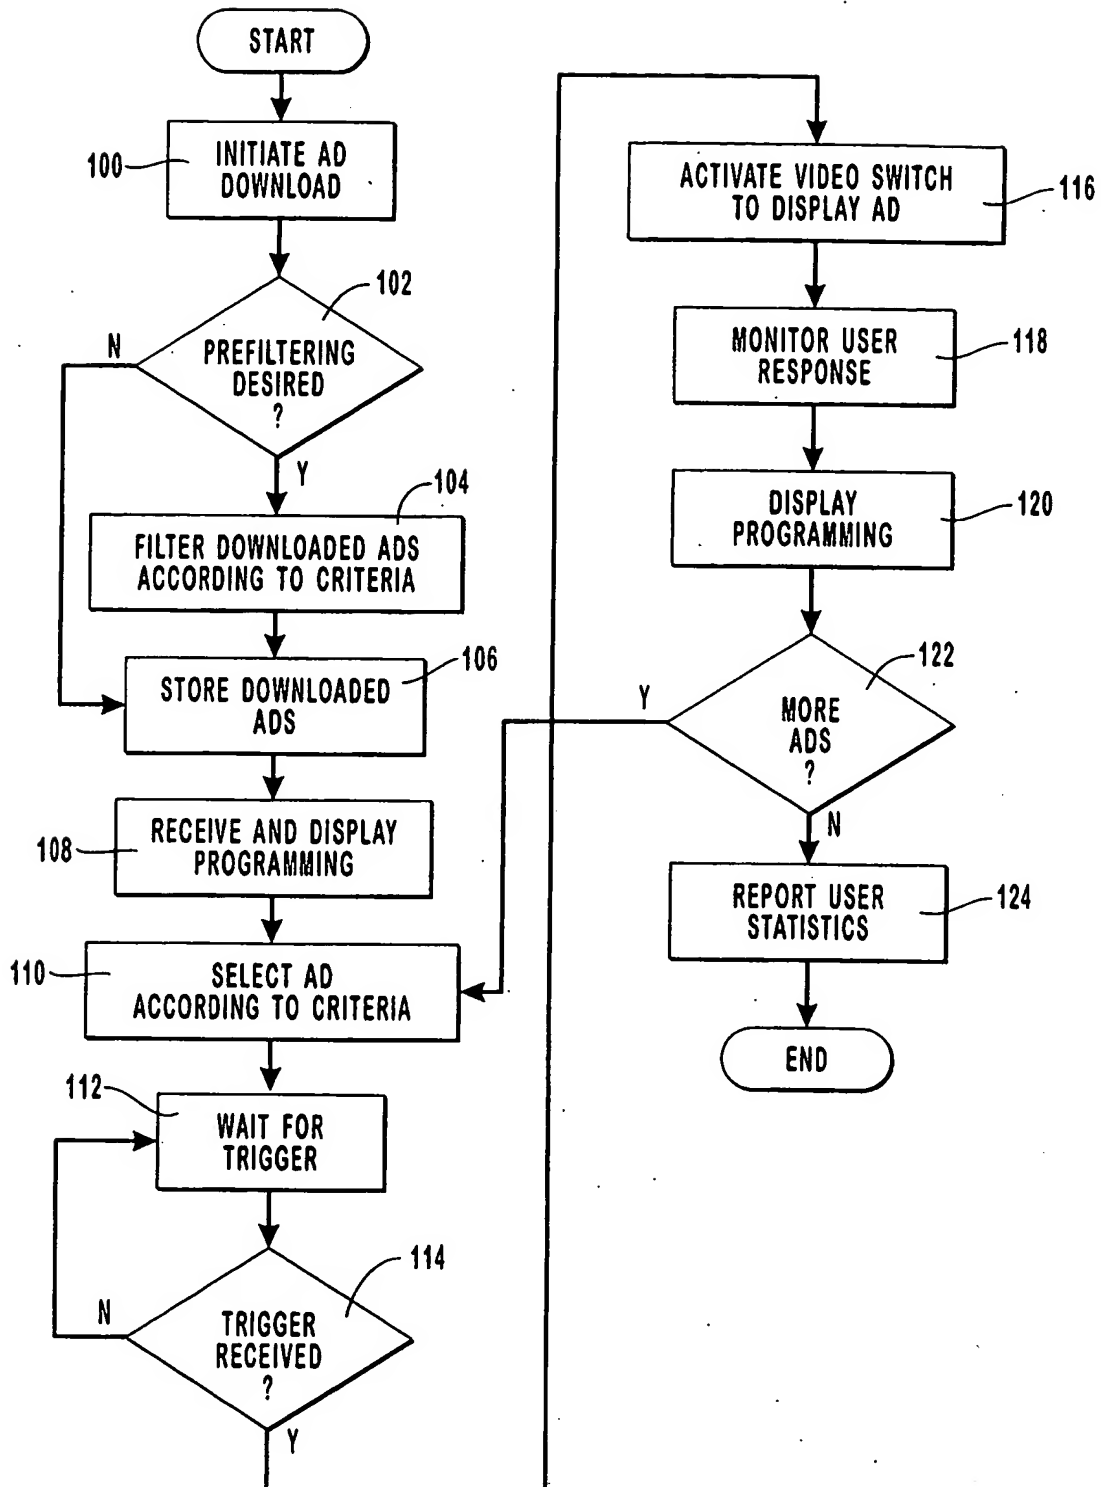 START
100
INITIATE AD
DOWNLOAD
102
N
PREFILTERING
DESIRED
?
Y
104
FILTER DOWNLOADED ADS
ACCORDING TO CRITERIA
106
STORE DOWNLOADED
ADS
108
RECEIVE AND DISPLAY
PROGRAMMING
110
SELECT AD
ACCORDING TO CRITERIA
112
WAIT FOR
TRIGGER
114
N
TRIGGER
RECEIVED
?
Y
ACTIVATE VIDEO SWITCH
TO DISPLAY AD
116
MONITOR USER
RESPONSE
118
DISPLAY
PROGRAMMING
120
122
Y
MORE
ADS
?
N
REPORT USER
STATISTICS
124
END